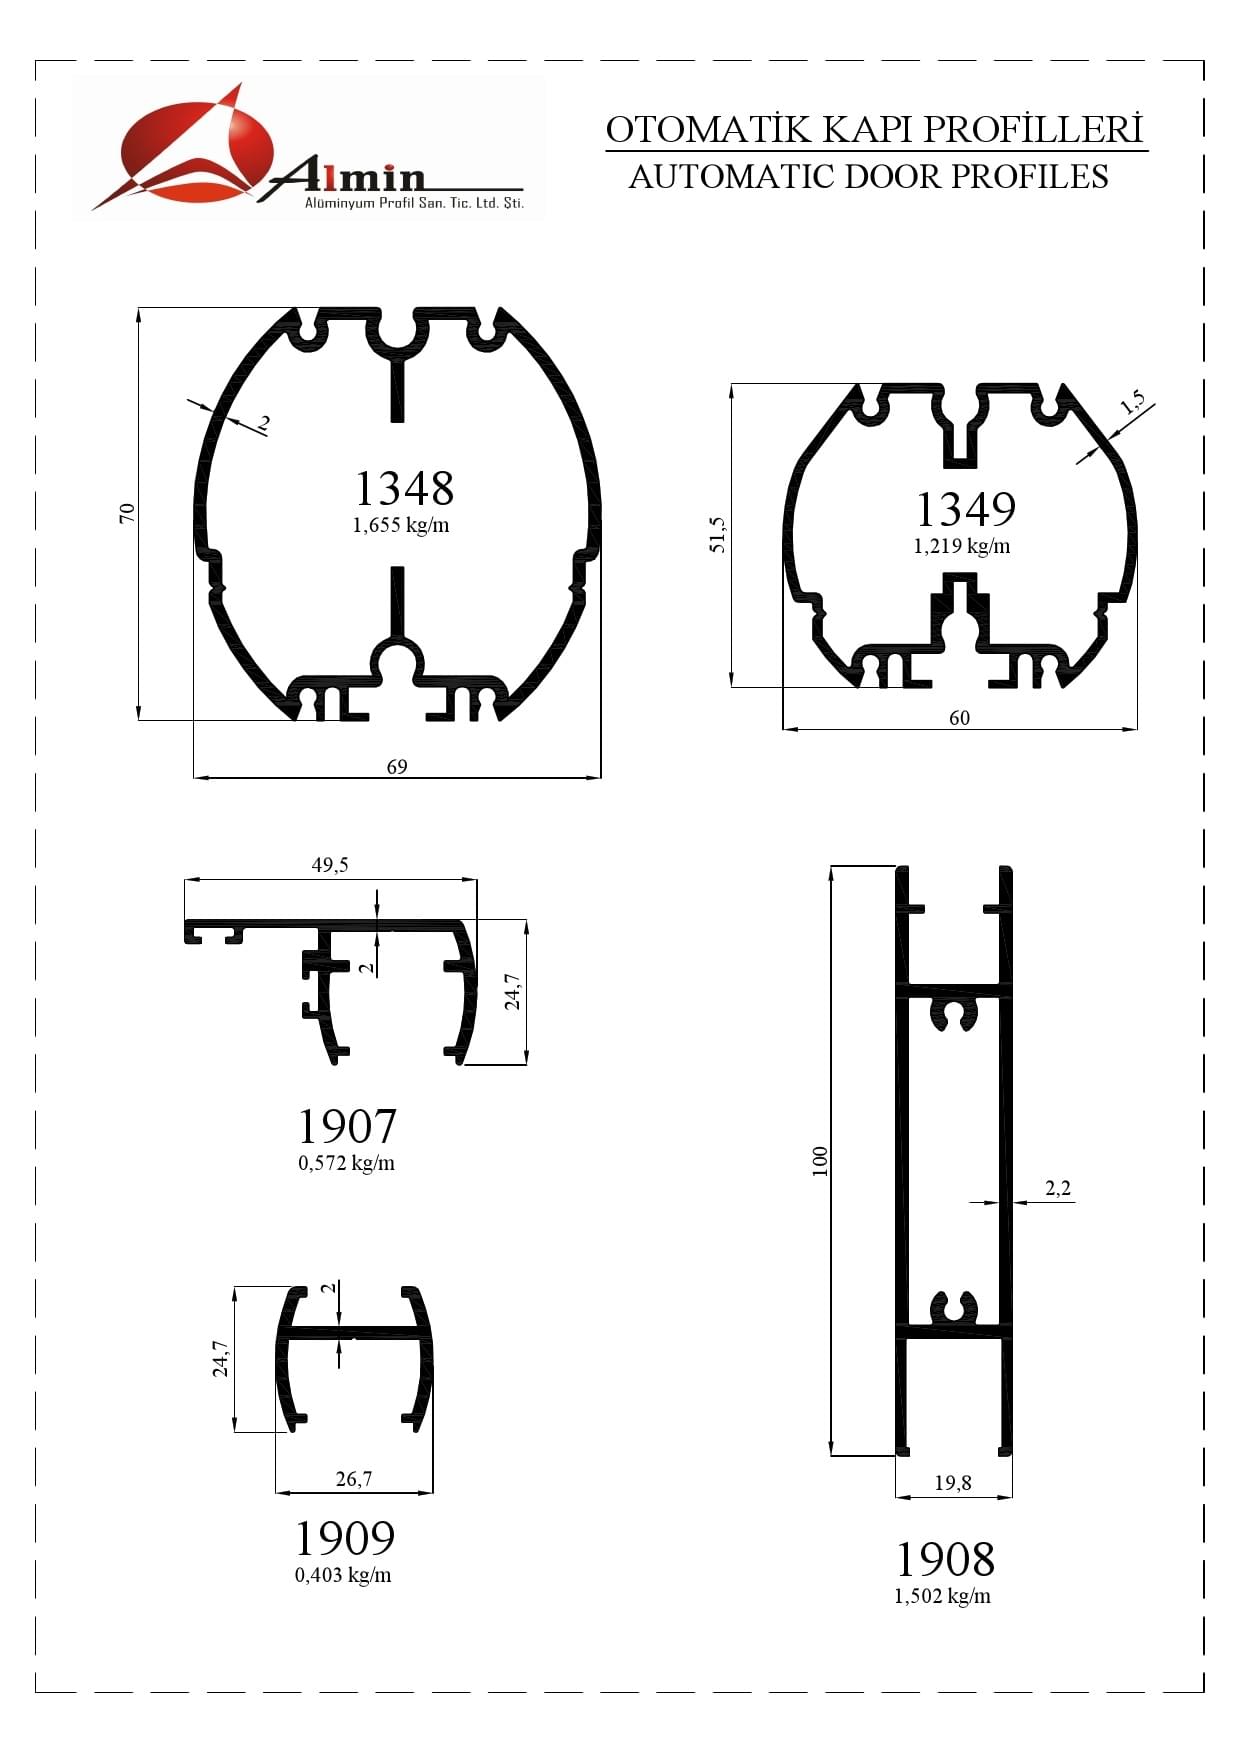 Almin
Alüminyum Profil San. Tic. Ltd. Şti.
OTOMATİK KAPI PROFİLLERİ
AUTOMATIC DOOR PROFILES
70
2
1348
1,655 kg/m
69
51,5
1,5
1349
1,219 kg/m
60
49,5
2
24,7
1907
0,572 kg/m
100
2,2
19,8
1908
1,502 kg/m
24,7
2
26,7
1909
0,403 kg/m